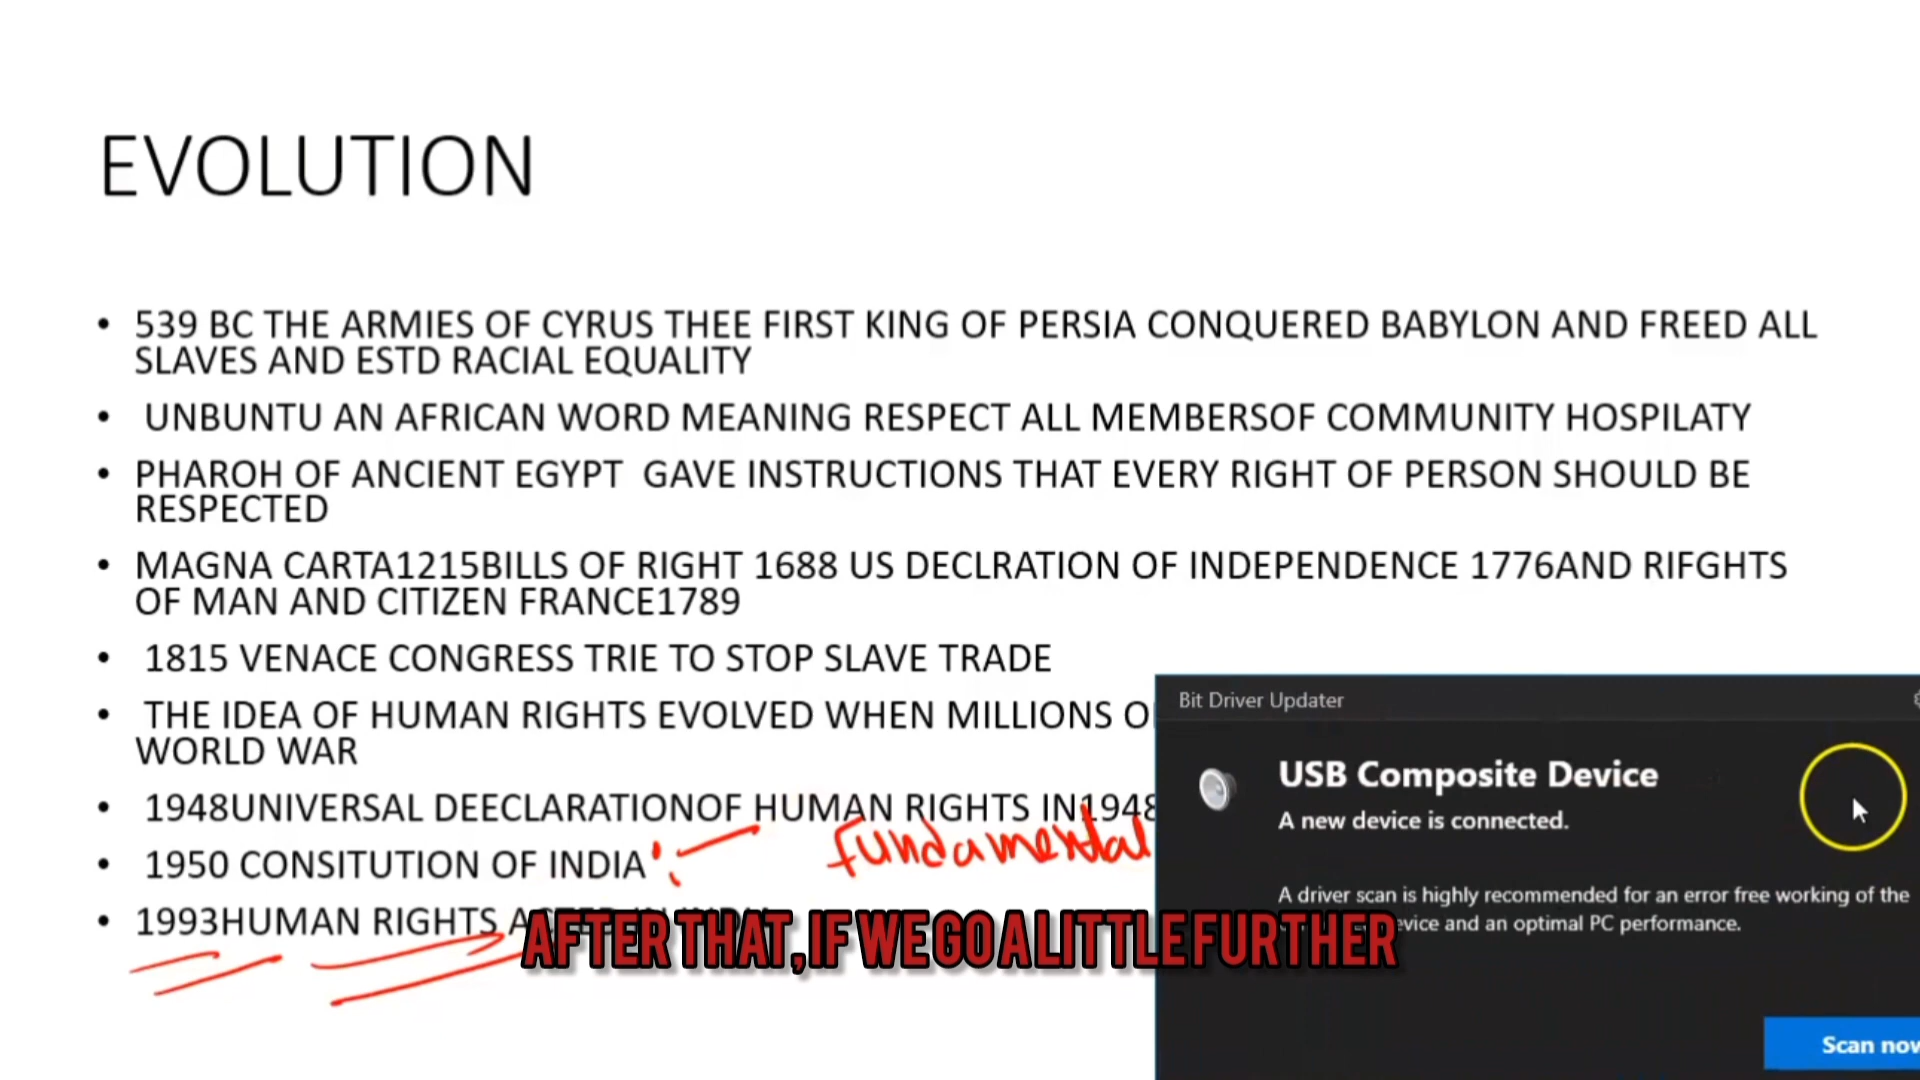 EVOLUTION
• 539 BC THE ARMIES OF CYRUS THEE FIRST KING OF PERSIA CONQUERED BABYLON AND FREED ALL
SLAVES AND ESTD RACIAL EQUALITY
• UNBUNTU AN AFRICAN WORD MEANING RESPECT ALL MEMBERSOF COMMUNITY HOSPILATY
• PHAROH OF ANCIENT EGYPT GAVE INSTRUCTIONS THAT EVERY RIGHT OF PERSON SHOULD BE
RESPECTED
• MAGNA CARTA1215BILLS OF RIGHT 1688 US DECLRATION OF INDEPENDENCE 1776AND RIFGHTS
OF MAN AND CITIZEN FRANCE1789
• 1815 VENACE CONGRESS TRIE TO STOP SLAVE TRADE
• THE IDEA OF HUMAN RIGHTS EVOLVED WHEN MILLIONS
WORLD WAR
• 1948UNIVERSAL DEECLARATIONOF HUMAN RIGHTS IN1948
• 1950 CONSITUTION OF INDIA
fundamental
• 1993HUMAN RIGHTS
AFTER THAT, IF WE GO A LITTLE FURTHER
Bit Driver Updater
USB Composite Device
A new device is connected.
A driver scan is highly recommended for an error free working of the
device and an optimal PC performance.
Scan now